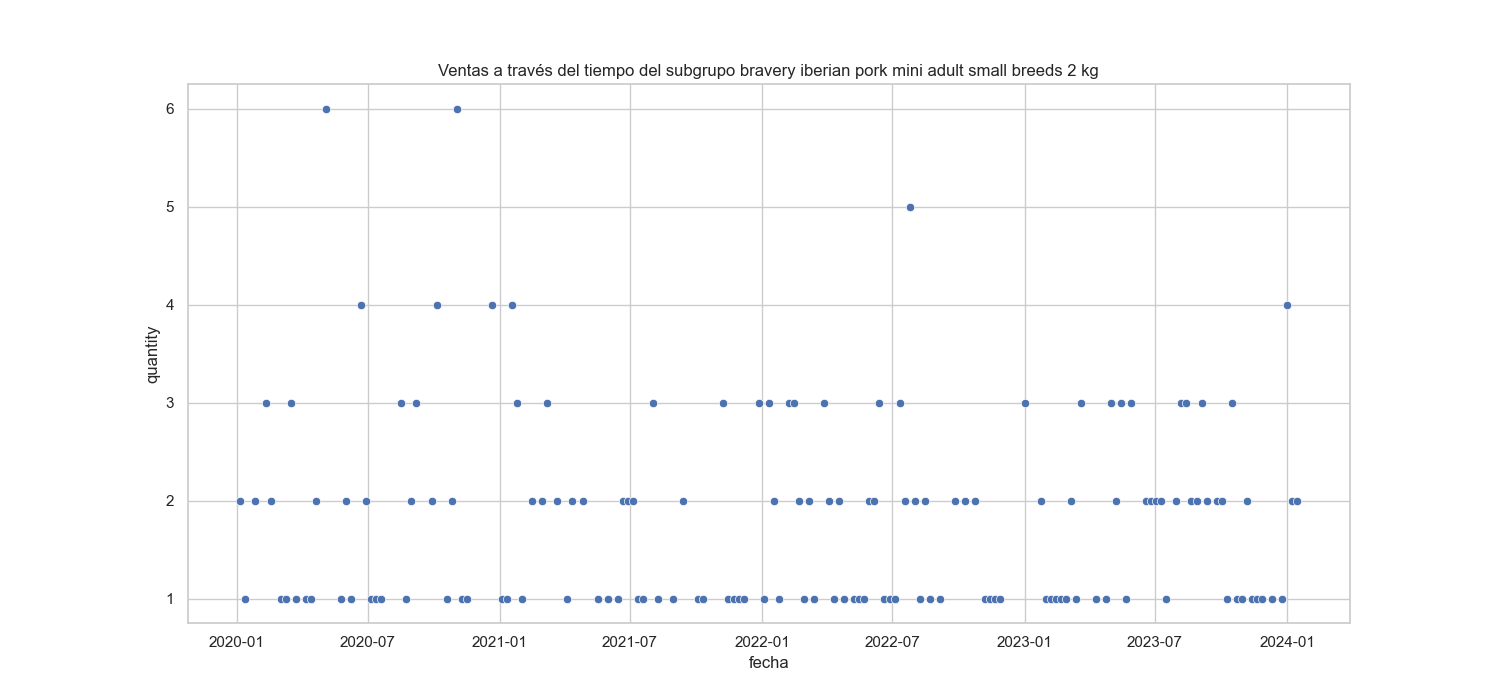 Ventas a través del tiempo del subgrupo bravery iberian pork mini adult small breeds 2 kg
6
5
4
3
2
1
quantity
2020-01 2020-07 2021-01 2021-07 2022-01 2022-07 2023-01 2023-07 2024-01
fecha